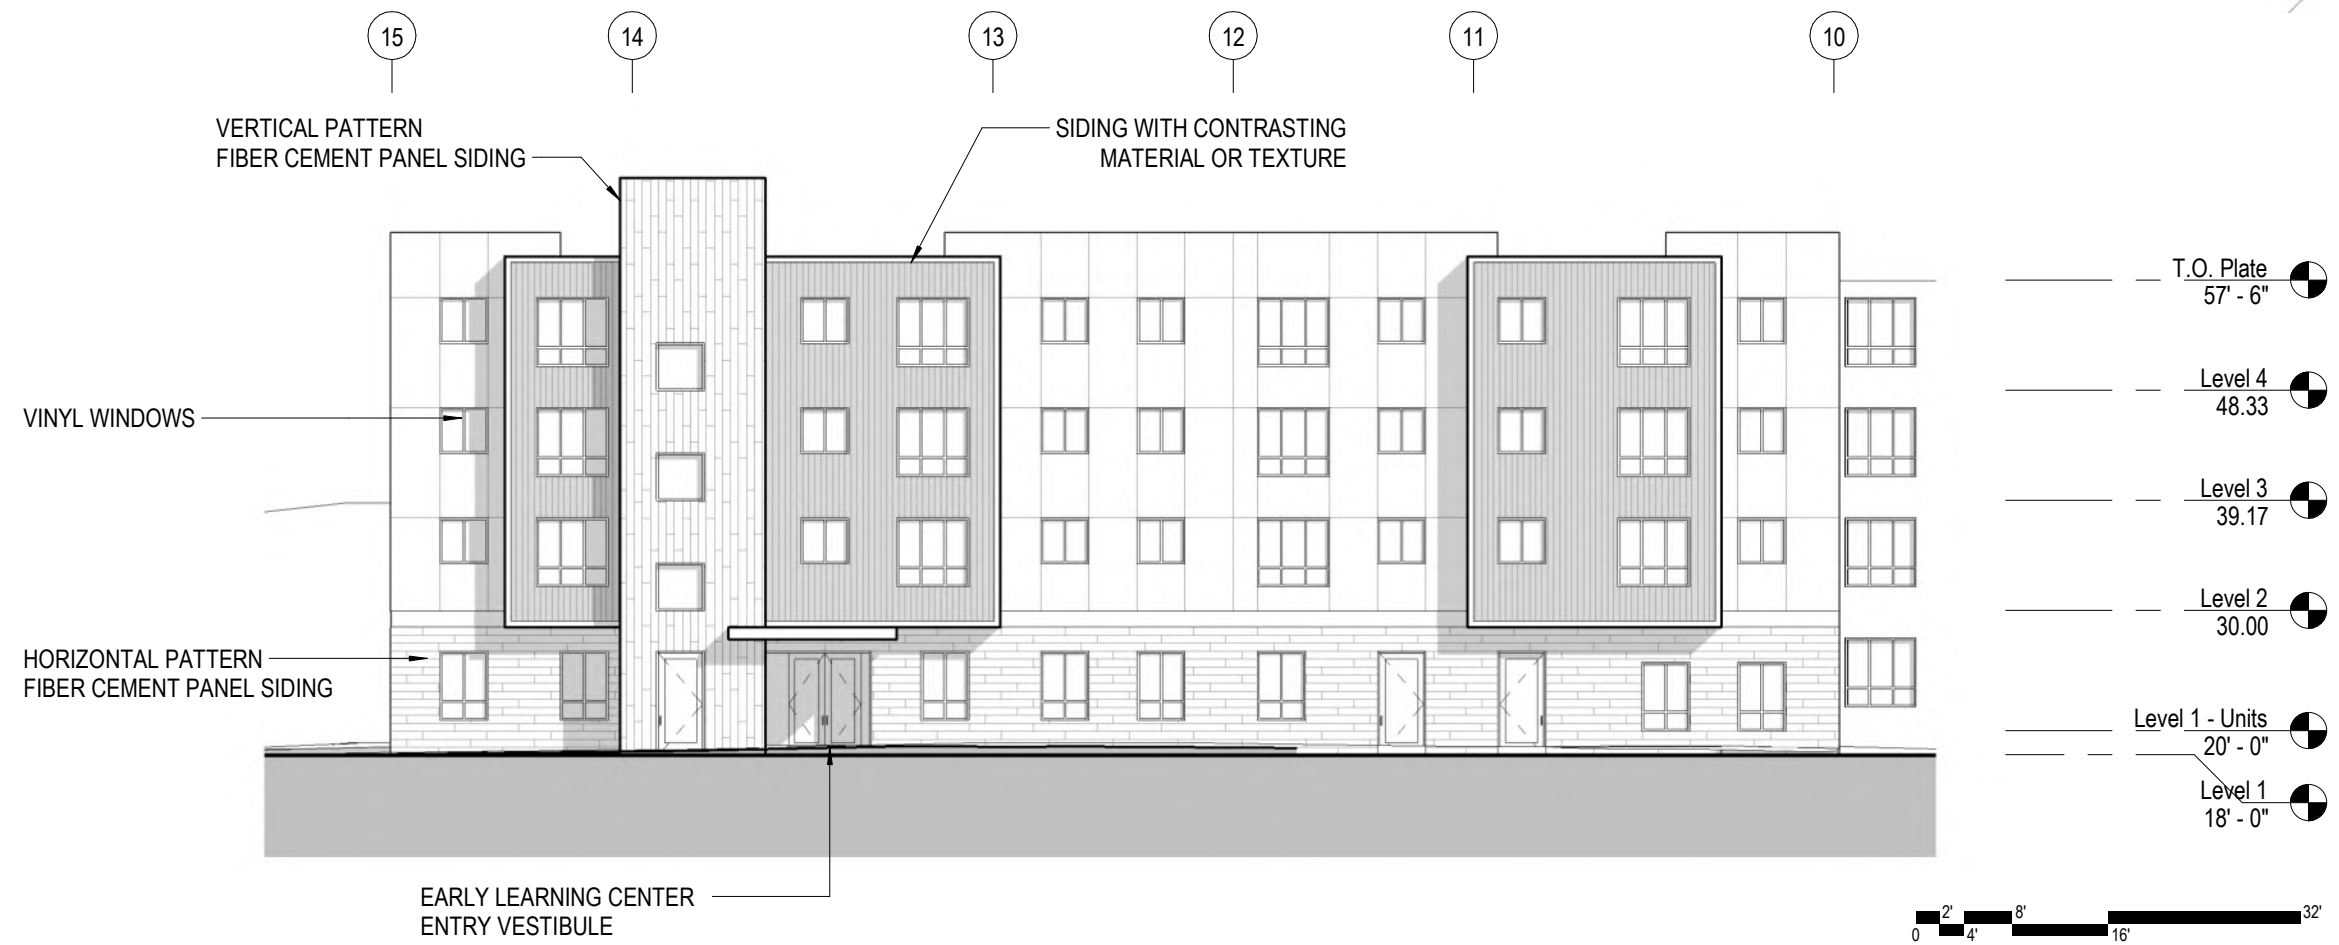 15
14
13
12
11
10
VERTICAL PATTERN
FIBER CEMENT PANEL SIDING
SIDING WITH CONTRASTING
MATERIAL OR TEXTURE
T.O. Plate
57' - 6"
Level 4
48.33
VINYL WINDOWS
Level 3
39.17
Level 2
30.00
HORIZONTAL PATTERN
FIBER CEMENT PANEL SIDING
Level 1 - Units
20' - 0"
Level 1
18' - 0"
EARLY LEARNING CENTER
ENTRY VESTIBULE
2'
8'
32'
0
4'
16'